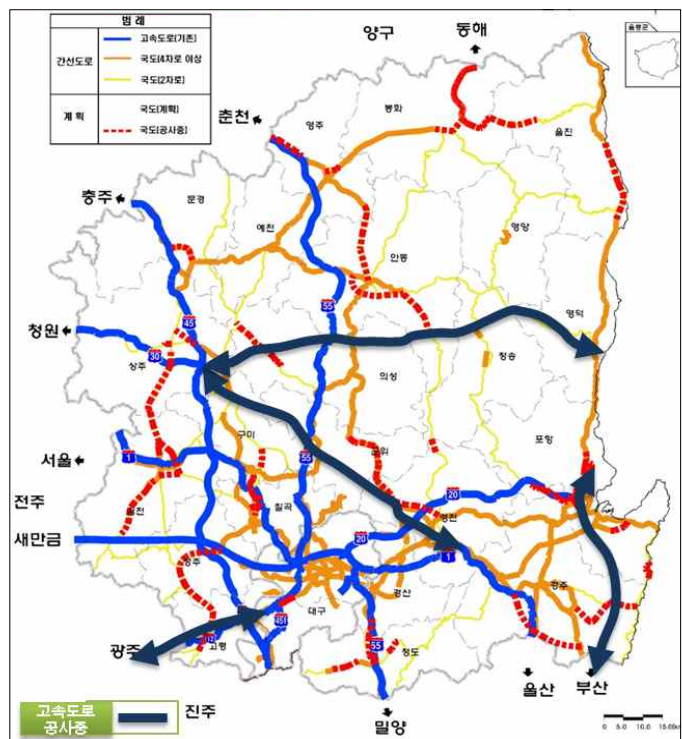 범 례
간선도로
고속도로[기존]
국도[4차로 이상]
국도[2차로]
계 획
국도[계획]
국도[공사중]
양구
동해
울릉군
춘천
영주
봉화
울진
충주
문경
예천
영양
안동
55
영덕
45
청원
30
상주
청송
의성
구미
포항
군위
1
서울
55
20
칠곡
영천
전주
김천
20
새만금
1
성주
경산
경주
대구
451
고령
55
청도
광주
울산
부산
고속도로
공사중
진주
밀양
0
5
10
15.00km